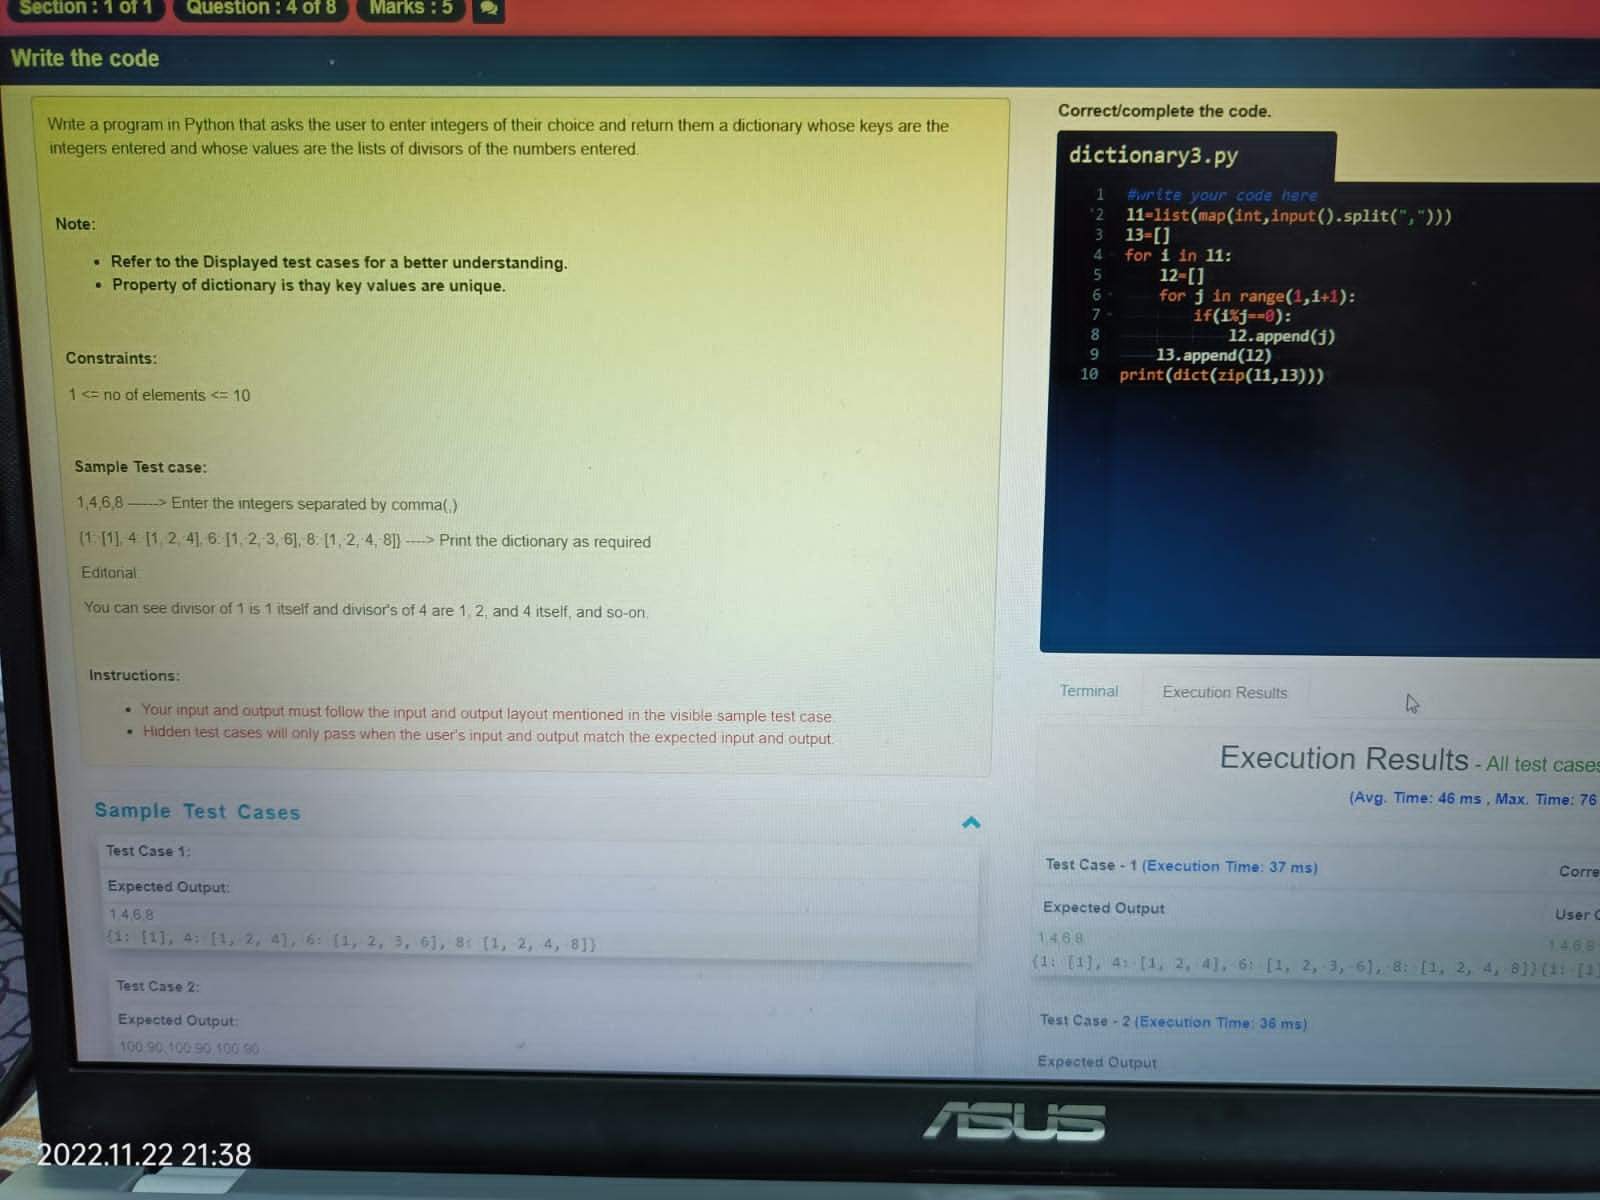 Section : 1 of 1 Question : 4 of 8 Marks : 5
Write the code
Write a program in Python that asks the user to enter integers of their choice and return them a dictionary whose keys are the
integers entered and whose values are the lists of divisors of the numbers entered.
Note:
• Refer to the Displayed test cases for a better understanding.
• Property of dictionary is thay key values are unique.
Constraints:
1 <= no of elements <= 10
Sample Test case:
1,4,6,8 ------> Enter the integers separated by comma(,)
{1: [1], 4: [1, 2, 4], 6: [1, 2, 3, 6], 8: [1, 2, 4, 8]} ----> Print the dictionary as required
Editorial:
You can see divisor of 1 is 1 itself and divisor's of 4 are 1, 2, and 4 itself, and so-on.
Instructions:
• Your input and output must follow the input and output layout mentioned in the visible sample test case.
• Hidden test cases will only pass when the user's input and output match the expected input and output.
Sample Test Cases
Test Case 1:
Expected Output:
1,4,6,8
{1: [1], 4: [1, 2, 4], 6: [1, 2, 3, 6], 8: [1, 2, 4, 8]}
Test Case 2:
Expected Output:
100,90,100,90,100,90
Correct/complete the code.
dictionary3.py
1 #write your code here
2 l1=list(map(int,input().split(",")))
3 l3=[]
4 for i in l1:
5 l2=[]
6 for j in range(1,i+1):
7 if(i%j==0):
8 l2.append(j)
9 l3.append(l2)
10 print(dict(zip(l1,l3)))
Terminal Execution Results
Execution Results - All test cases
(Avg. Time: 46 ms , Max. Time: 76
Test Case - 1 (Execution Time: 37 ms) Corre
Expected Output User
1,4,6,8 1,4,6,8
{1: [1], 4: [1, 2, 4], 6: [1, 2, 3, 6], 8: [1, 2, 4, 8]} {1: [1]
Test Case - 2 (Execution Time: 36 ms)
Expected Output
ASUS
2022.11.22 21:38